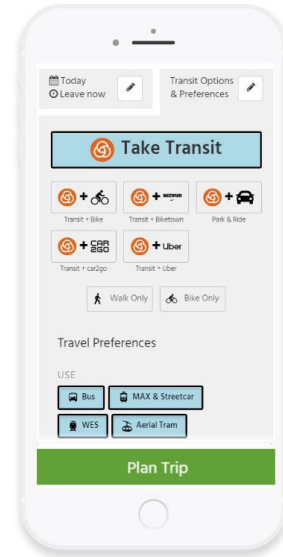 Today
Leave now
Transit Options
& Preferences
Take Transit
+
+ BIKETOWN
+
Transit + Bike
Transit + Biketown
Park & Ride
+ CAR2GO
+ Uber
Transit + car2go
Transit + Uber
Walk Only
Bike Only
Travel Preferences
USE
Bus
MAX & Streetcar
WES
Aerial Tram
Plan Trip